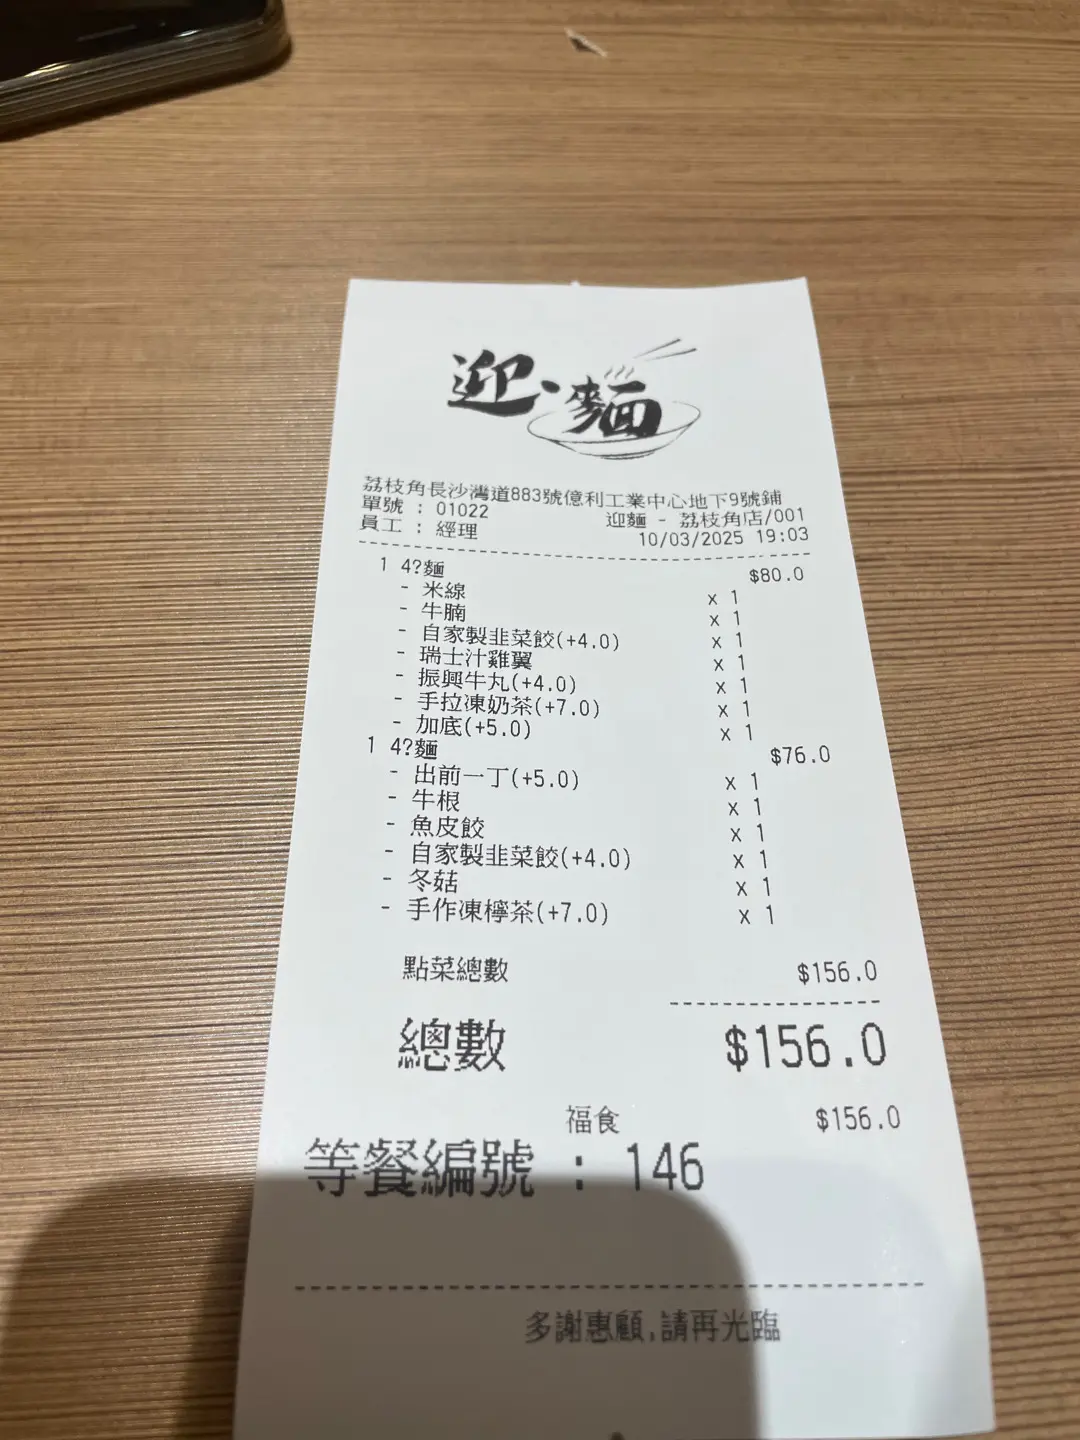 迎·麵
荔枝角長沙灣道883號億利工業中心地下9號鋪
單號 : 01022 迎麵 - 荔枝角店/001
員工 : 經理 10/03/2025 19:03
1 4?麵 $80.0
- 米線 x 1
- 牛腩 x 1
- 自家製韭菜餃(+4.0) x 1
- 瑞士汁雞翼 x 1
- 振興牛丸(+4.0) x 1
- 手拉凍奶茶(+7.0) x 1
- 加底(+5.0) x 1
1 4?麵 $76.0
- 出前一丁(+5.0) x 1
- 牛根 x 1
- 魚皮餃 x 1
- 自家製韭菜餃(+4.0) x 1
- 冬菇 x 1
- 手作凍檸茶(+7.0) x 1
點菜總數 $156.0
總數 $156.0
福食 $156.0
等餐編號 : 146
多謝惠顧,請再光臨